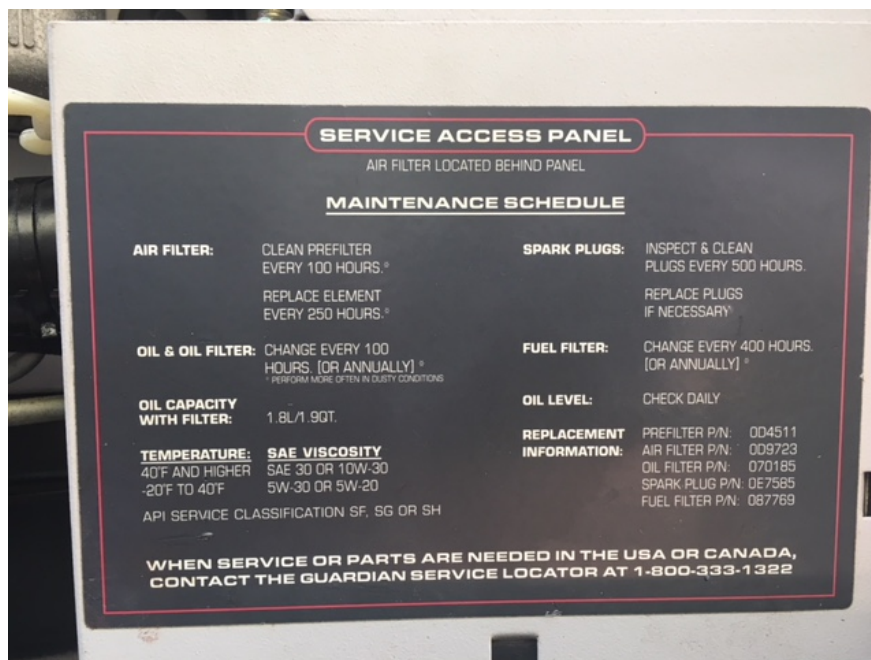 SERVICE ACCESS PANEL
AIR FILTER LOCATED BEHIND PANEL
MAINTENANCE SCHEDULE
AIR FILTER: CLEAN PREFILTER
EVERY 100 HOURS.*
REPLACE ELEMENT
EVERY 250 HOURS.*
OIL & OIL FILTER: CHANGE EVERY 100
HOURS. [OR ANNUALLY] *
* PERFORM MORE OFTEN IN DUSTY CONDITIONS
OIL CAPACITY
WITH FILTER: 1.8L/1.9QT.
TEMPERATURE: SAE VISCOSITY
40°F AND HIGHER SAE 30 OR 10W-30
-20°F TO 40°F 5W-30 OR 5W-20
API SERVICE CLASSIFICATION SF, SG OR SH
SPARK PLUGS: INSPECT & CLEAN
PLUGS EVERY 500 HOURS.
REPLACE PLUGS
IF NECESSARY
FUEL FILTER: CHANGE EVERY 400 HOURS.
[OR ANNUALLY] *
OIL LEVEL: CHECK DAILY
REPLACEMENT PREFILTER P/N: 0D4511
INFORMATION: AIR FILTER P/N: 0D9723
OIL FILTER P/N: 070185
SPARK PLUG P/N: 0E7585
FUEL FILTER P/N: 087769
WHEN SERVICE OR PARTS ARE NEEDED IN THE USA OR CANADA,
CONTACT THE GUARDIAN SERVICE LOCATOR AT 1-800-333-1322